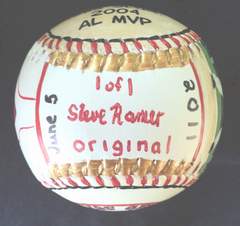 2004
AL MVP
1 of 1
Steve Ramer
original
June 5
2011